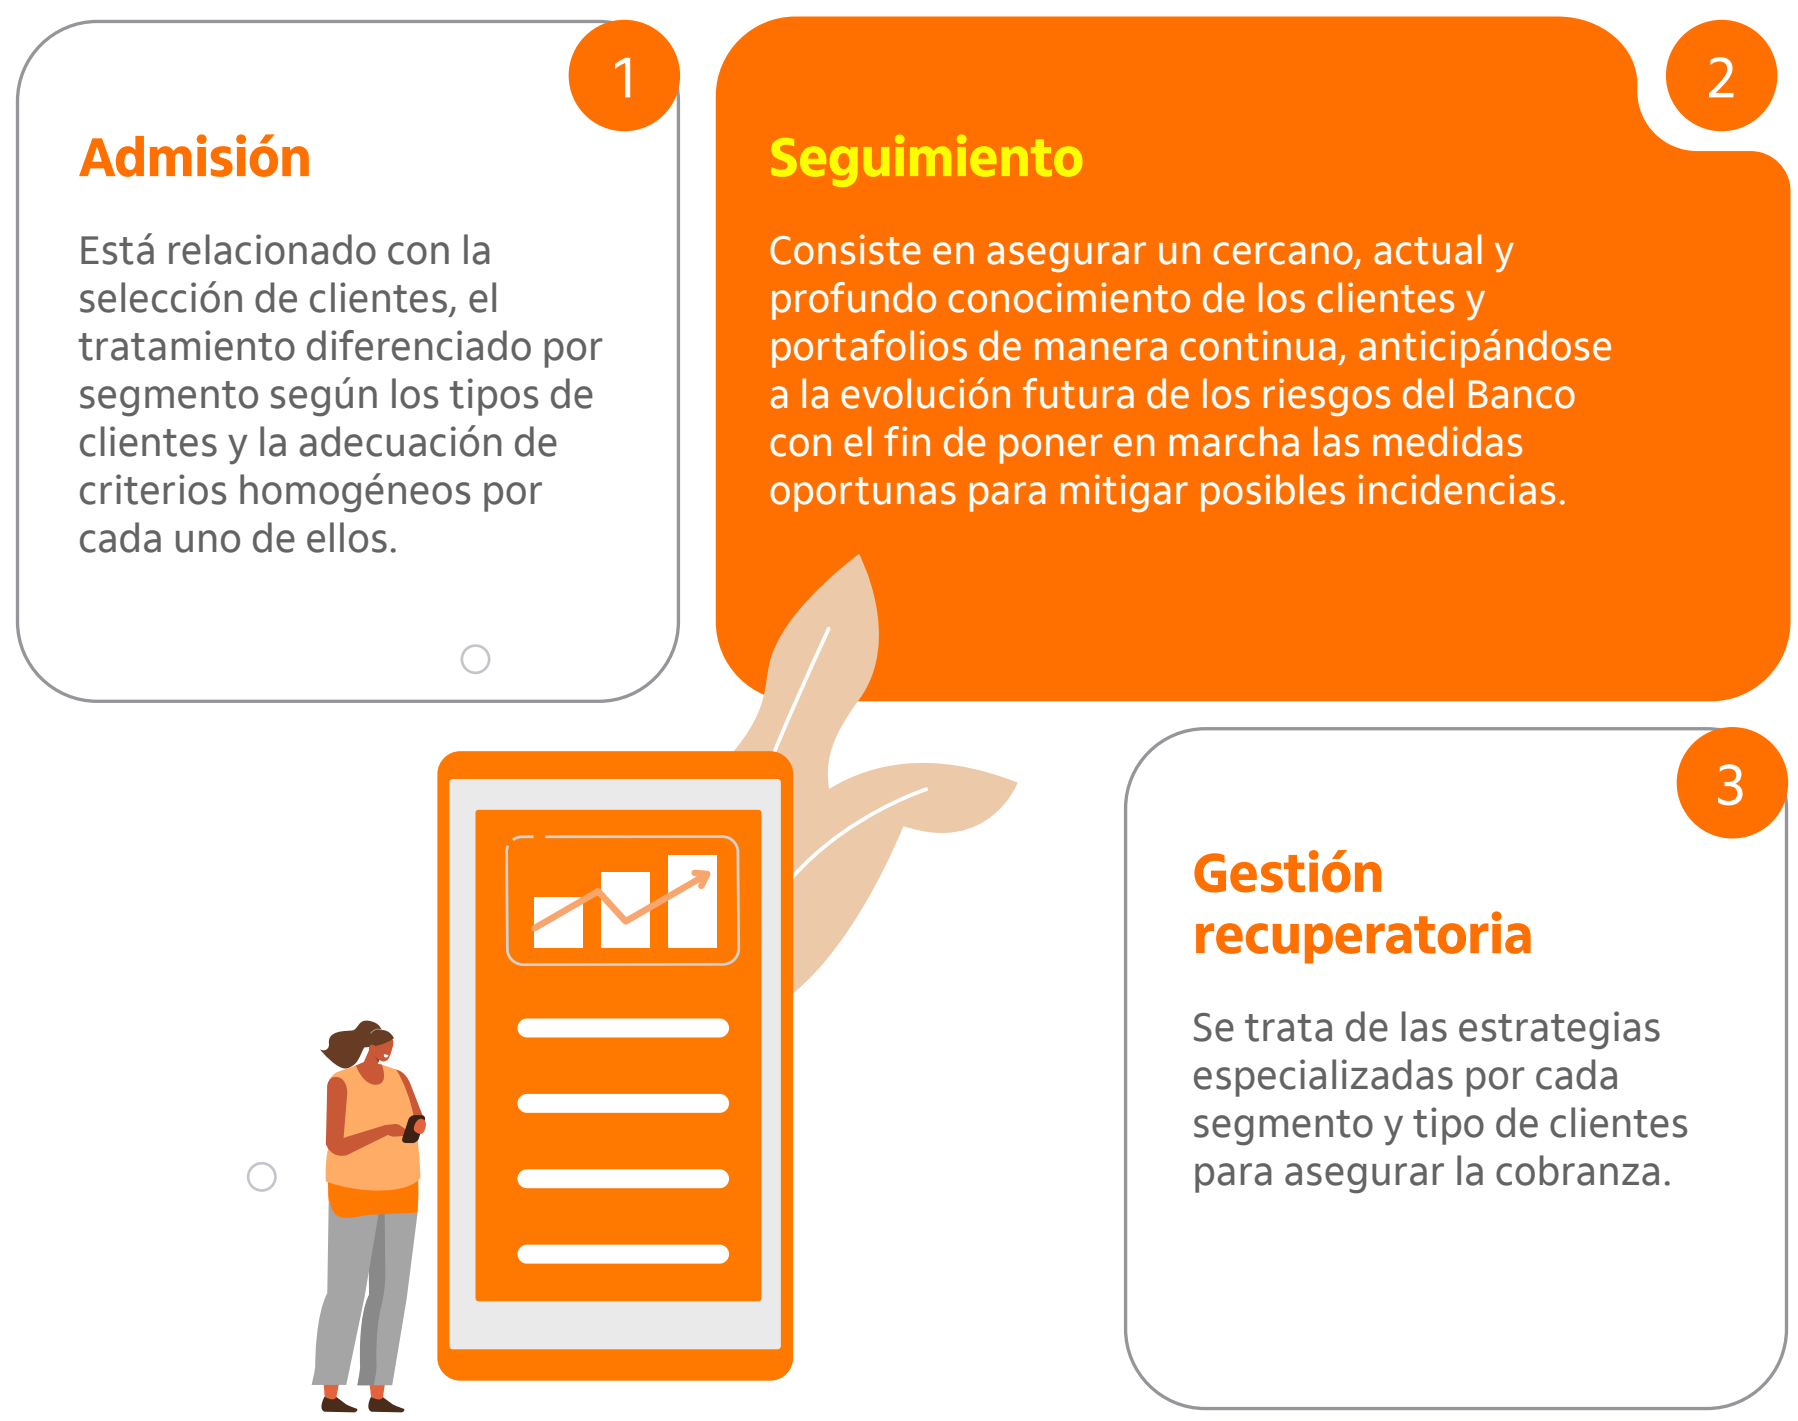 1
Admisión
Está relacionado con la
selección de clientes, el
tratamiento diferenciado por
segmento según los tipos de
clientes y la adecuación de
criterios homogéneos por
cada uno de ellos.
2
Seguimiento
Consiste en asegurar un cercano, actual y
profundo conocimiento de los clientes y
portafolios de manera continua, anticipándose
a la evolución futura de los riesgos del Banco
con el fin de poner en marcha las medidas
oportunas para mitigar posibles incidencias.
3
Gestión
recuperatoria
Se trata de las estrategias
especializadas por cada
segmento y tipo de clientes
para asegurar la cobranza.